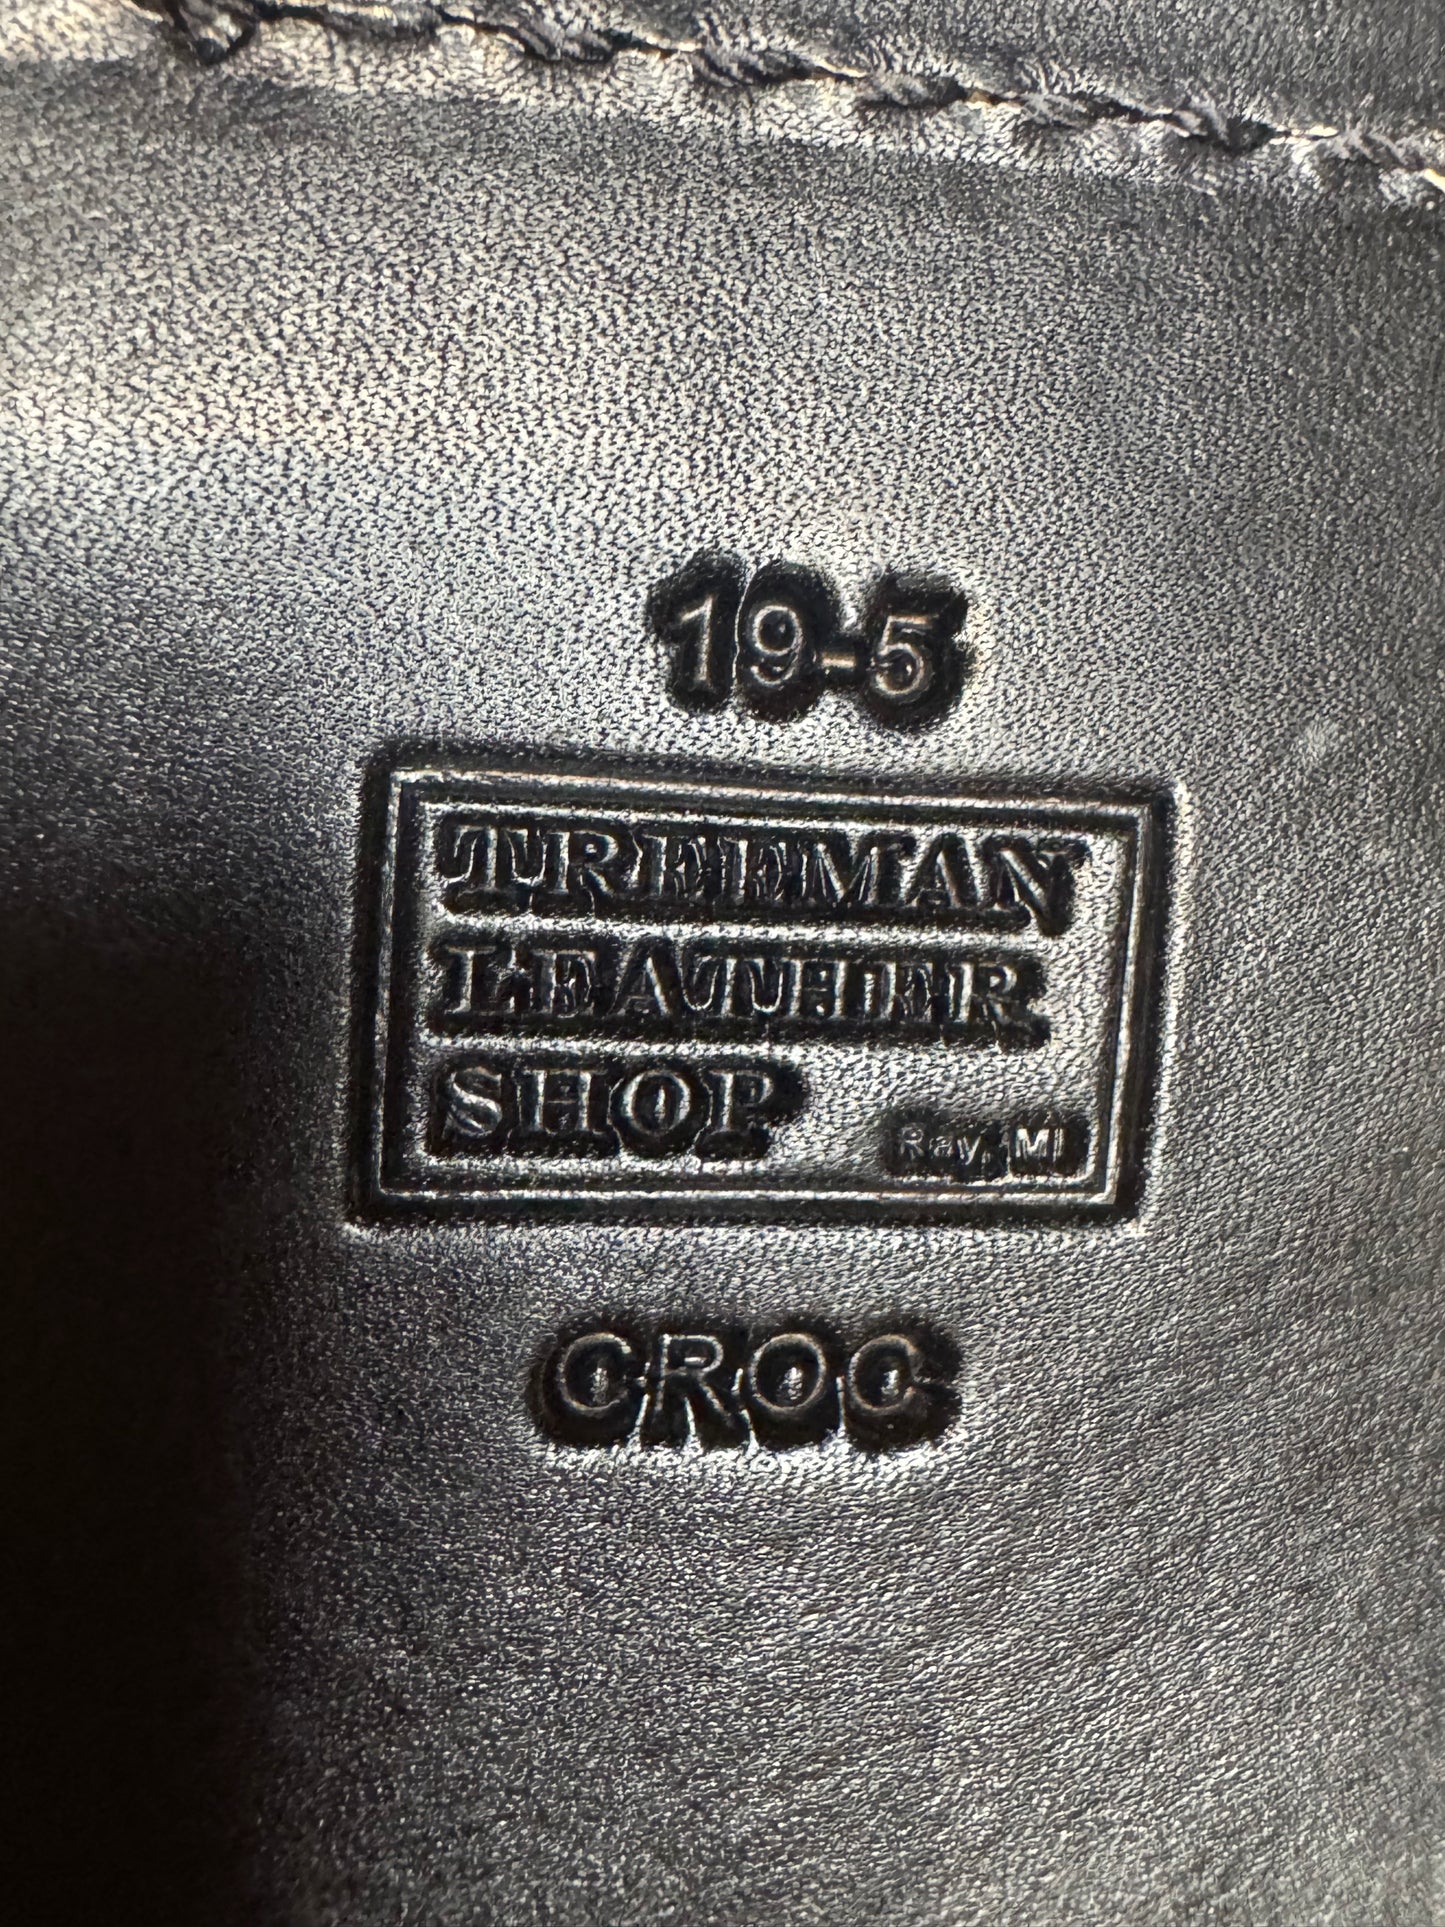 19-5
TREEMAN
LEATHER
SHOP Ray, MI
CROC